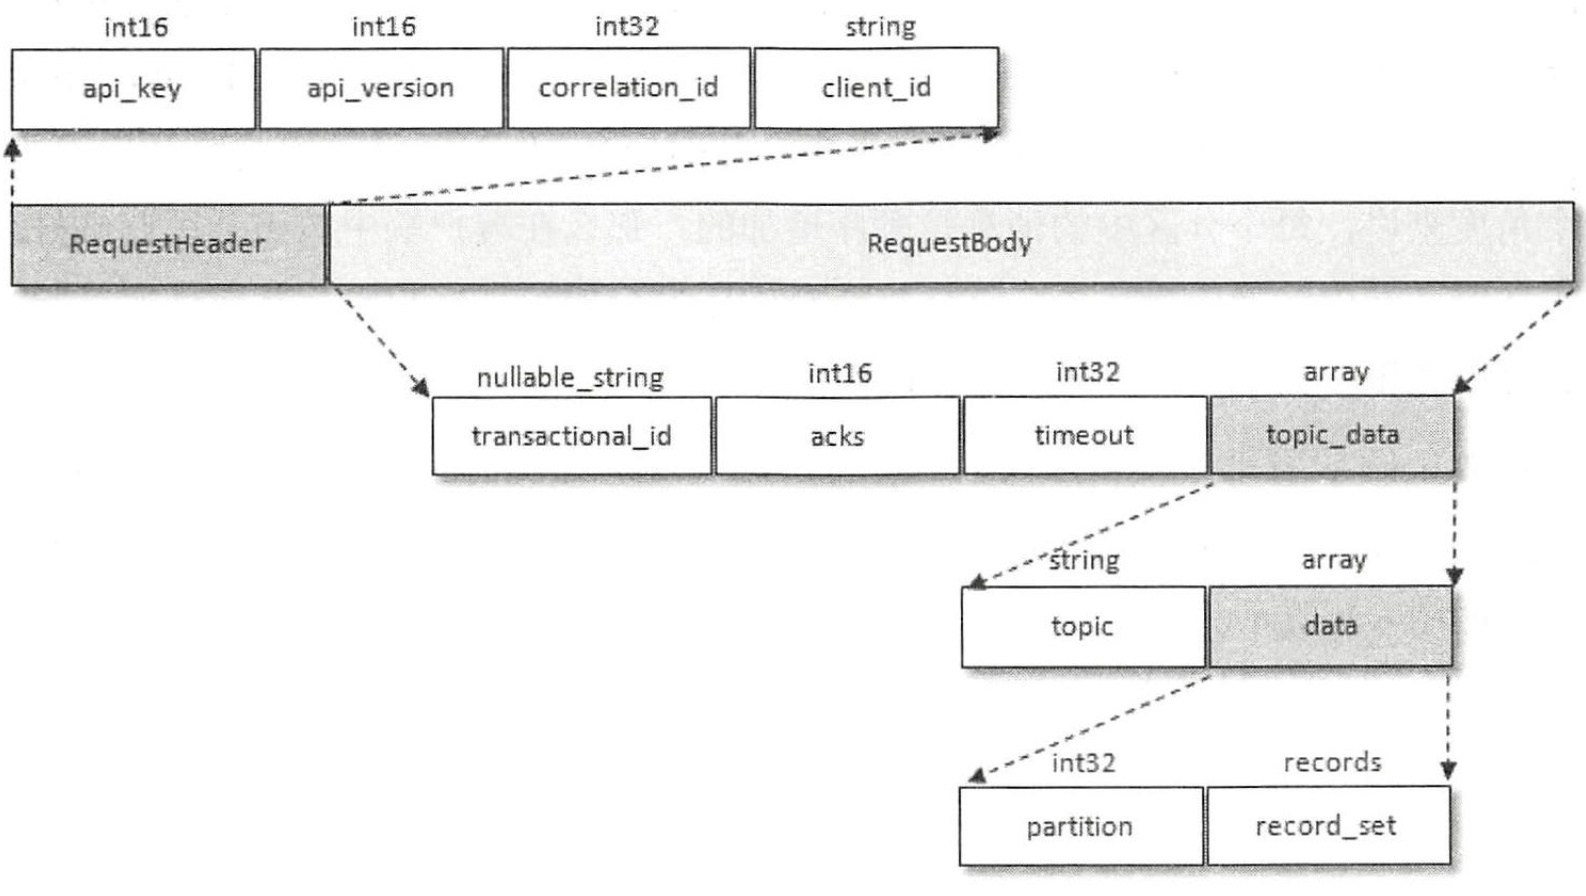 int16 int16 int32 string
api_key api_version correlation_id client_id
RequestHeader RequestBody
nullable_string int16 int32 array
transactional_id acks timeout topic_data
string array
topic data
int32 records
partition record_set